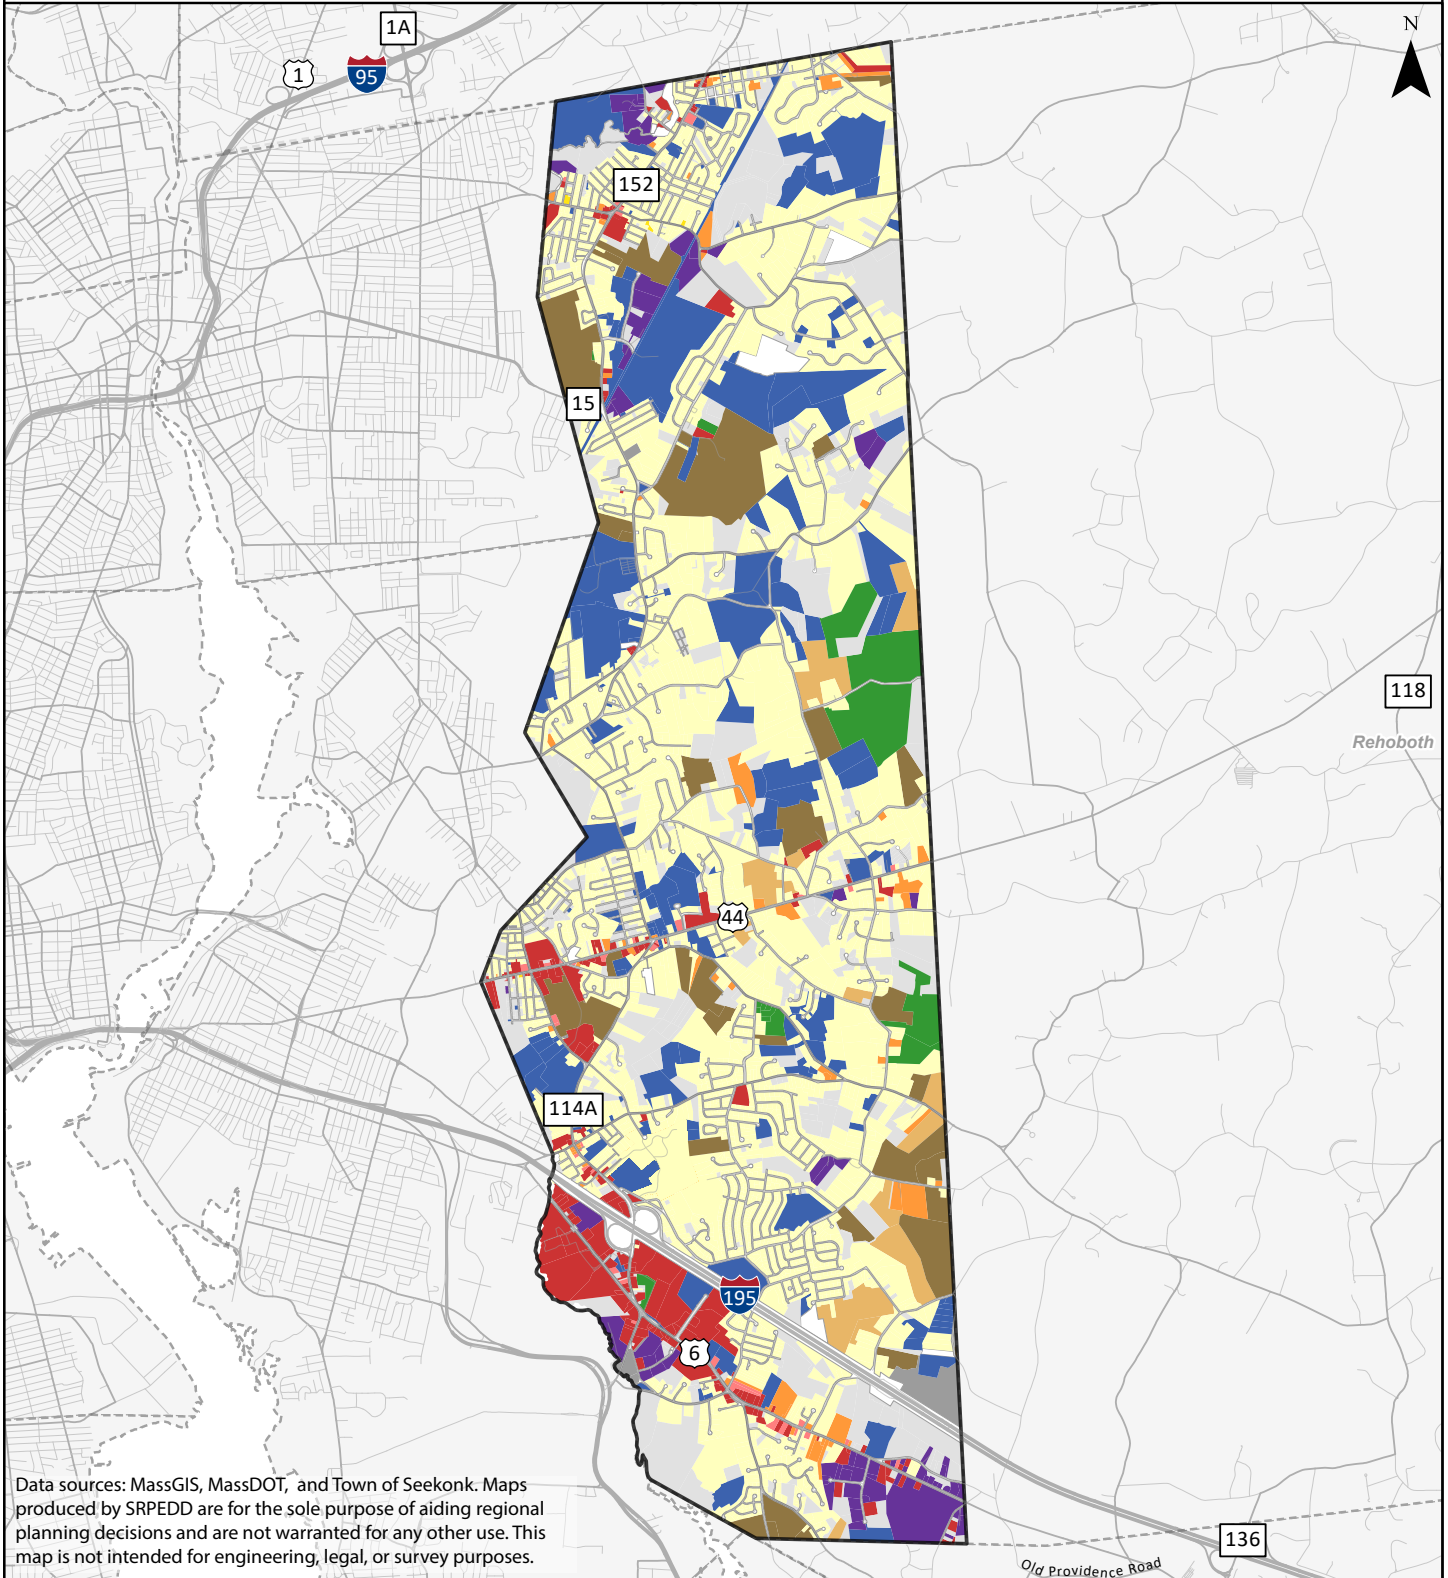 N
1A
1
95
152
15
118
Rehoboth
44
114A
195
6
Data sources: MassGIS, MassDOT, and Town of Seekonk. Maps
produced by SRPEDD are for the sole purpose of aiding regional
planning decisions and are not warranted for any other use. This
map is not intended for engineering, legal, or survey purposes.
136
Old Providence Road